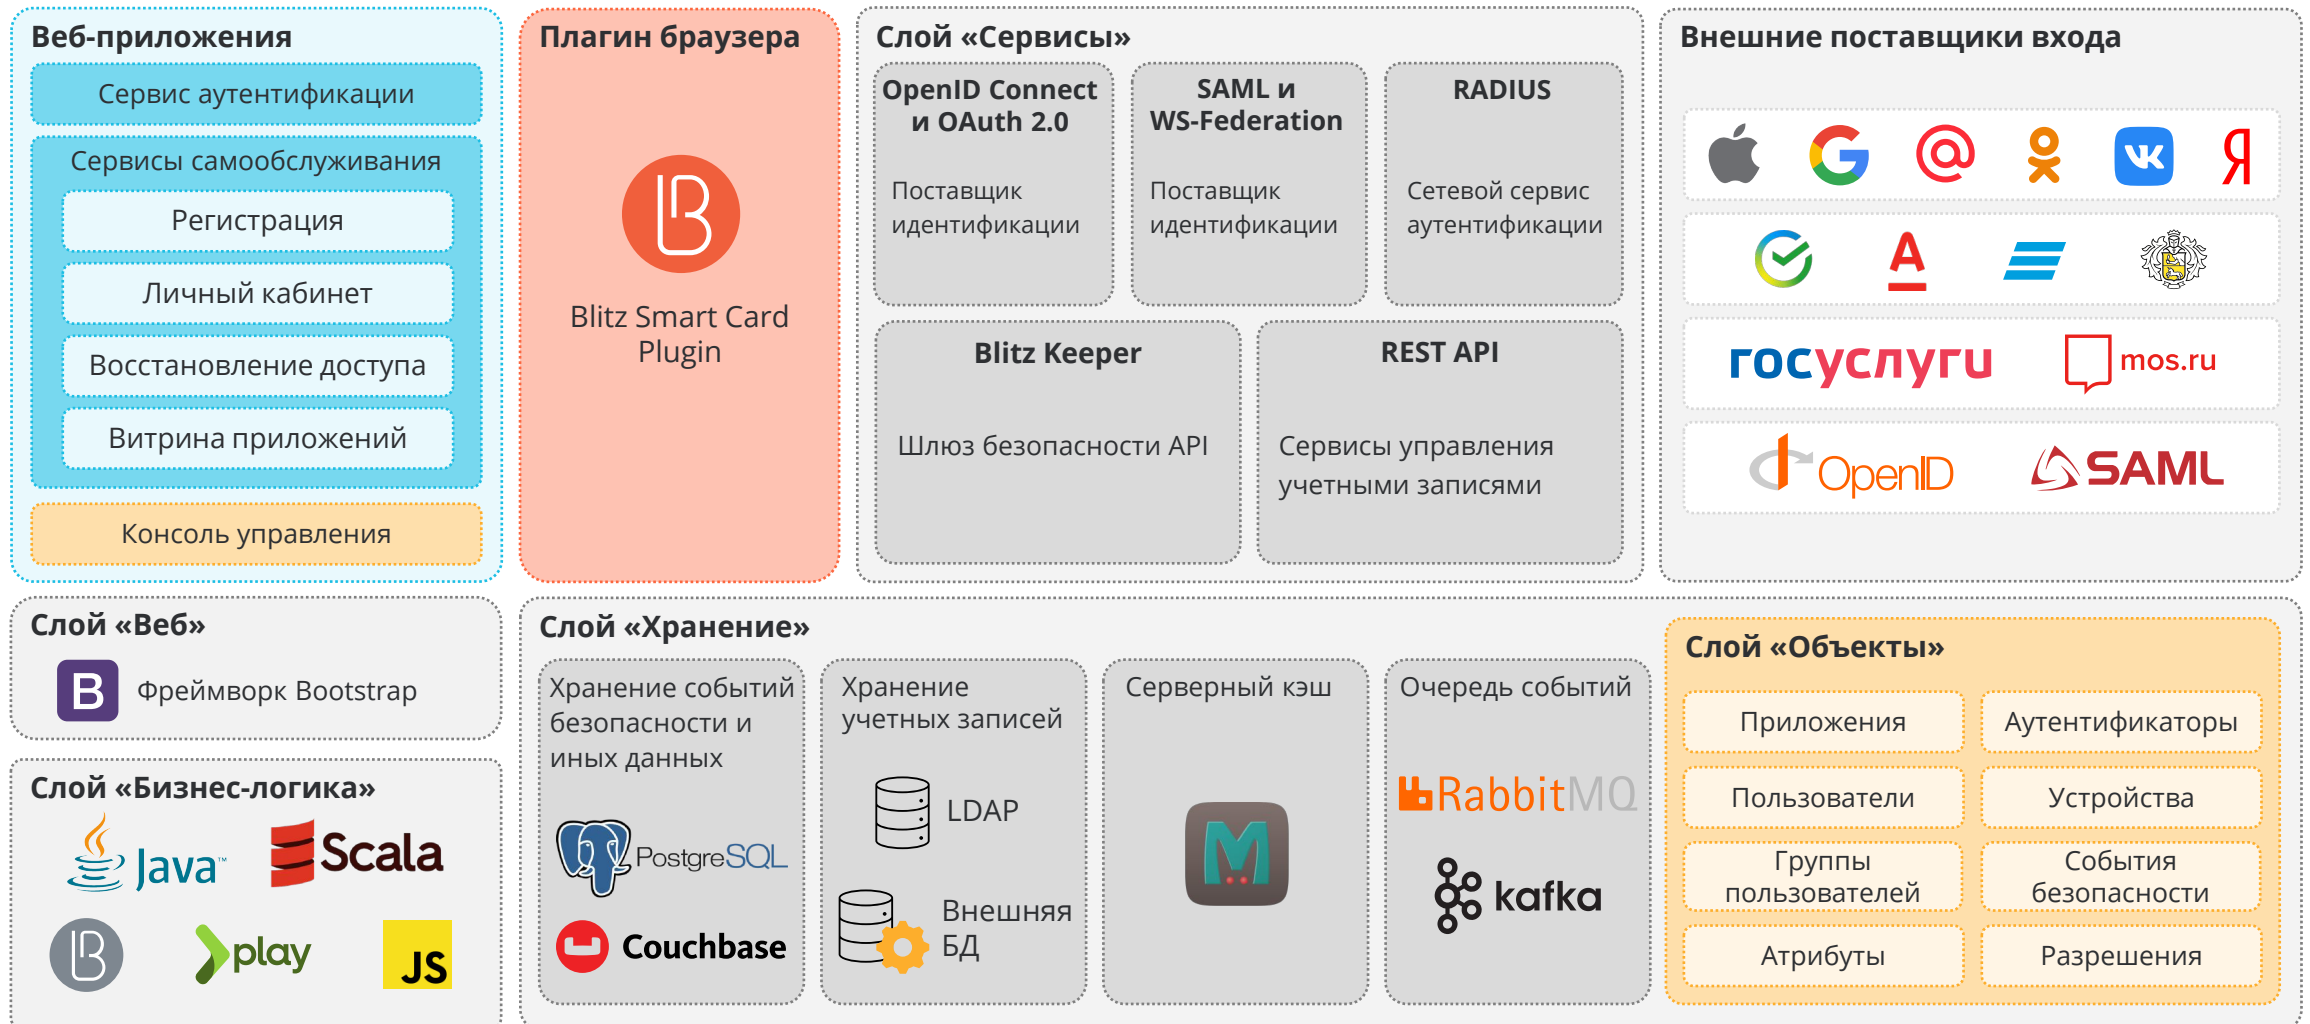 Веб-приложения
Сервис аутентификации
Сервисы самообслуживания
Регистрация
Личный кабинет
Восстановление доступа
Витрина приложений
Консоль управления
Плагин браузера
Blitz Smart Card
Plugin
Слой «Сервисы»
OpenID Connect
и OAuth 2.0
Поставщик
идентификации
SAML и
WS-Federation
Поставщик
идентификации
RADIUS
Сетевой сервис
аутентификации
Blitz Keeper
Шлюз безопасности API
REST API
Сервисы управления
учетными записями
Внешние поставщики входа
Я
госуслуги
mos.ru
OpenID
SAML
Слой «Веб»
B
Фреймворк Bootstrap
Слой «Бизнес-логика»
Java™
Scala
play
JS
Слой «Хранение»
Хранение событий
безопасности и
иных данных
PostgreSQL
Couchbase
Хранение
учетных записей
LDAP
Внешняя
БД
Серверный кэш
Очередь событий
RabbitMQ
kafka
Слой «Объекты»
Приложения
Аутентификаторы
Пользователи
Устройства
Группы
пользователей
События
безопасности
Атрибуты
Разрешения